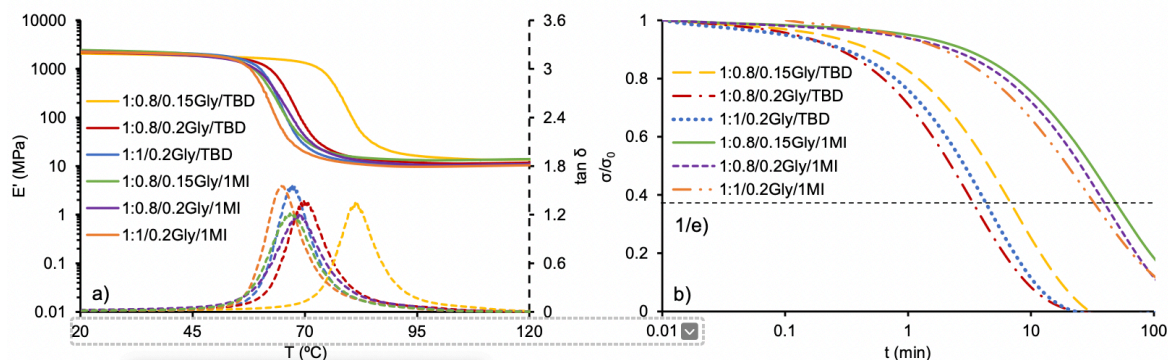 10000
1000
100
10
1
0.1
0.01
E' (MPa)
1:0.8/0.15Gly/TBD
1:0.8/0.2Gly/TBD
1:1/0.2Gly/TBD
1:0.8/0.15Gly/1MI
1:0.8/0.2Gly/1MI
1:1/0.2Gly/1MI
a)
3.6
3
2.4
1.8
1.2
0.6
0
tan δ
20 45 70 95 120
T (ºC)
1
0.8
0.6
0.4
0.2
0
σ/σ0
1:0.8/0.15Gly/TBD
1:0.8/0.2Gly/TBD
1:1/0.2Gly/TBD
1:0.8/0.15Gly/1MI
1:0.8/0.2Gly/1MI
1:1/0.2Gly/1MI
1/e)
b)
0.01 0.1 1 10 100
t (min)